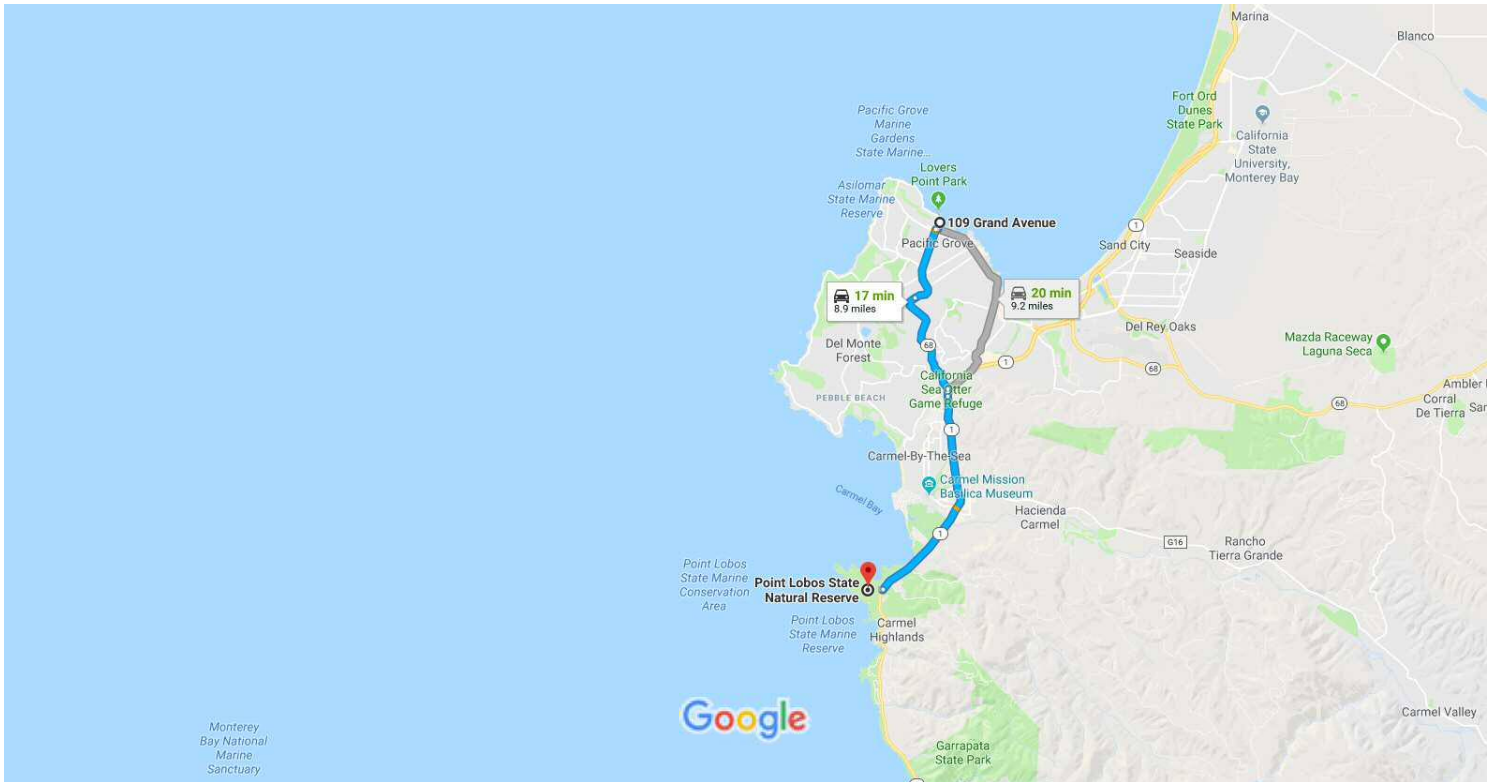 Marina
Blanco
Fort Ord
Dunes
State Park
California
State
University,
Monterey Bay
Pacific Grove
Marine
Gardens
State Marine...
Lovers
Point Park
Asilomar
State Marine
Reserve
109 Grand Avenue
Pacific Grove
1
Sand City
Seaside
17 min
8.9 miles
20 min
9.2 miles
Del Rey Oaks
Mazda Raceway
Laguna Seca
Del Monte
Forest
68
1
68
California
Sea Otter
Game Refuge
PEBBLE BEACH
68
Ambler
Corral
De Tierra
1
Carmel-By-The-Sea
Carmel Mission
Basilica Museum
Carmel Bay
Hacienda
Carmel
1
G16
Rancho
Tierra Grande
Point Lobos
State Marine
Conservation
Area
Point Lobos State
Natural Reserve
Point Lobos
State Marine
Reserve
Carmel
Highlands
Google
Carmel Valley
Monterey
Bay National
Marine
Sanctuary
Garrapata
State Park